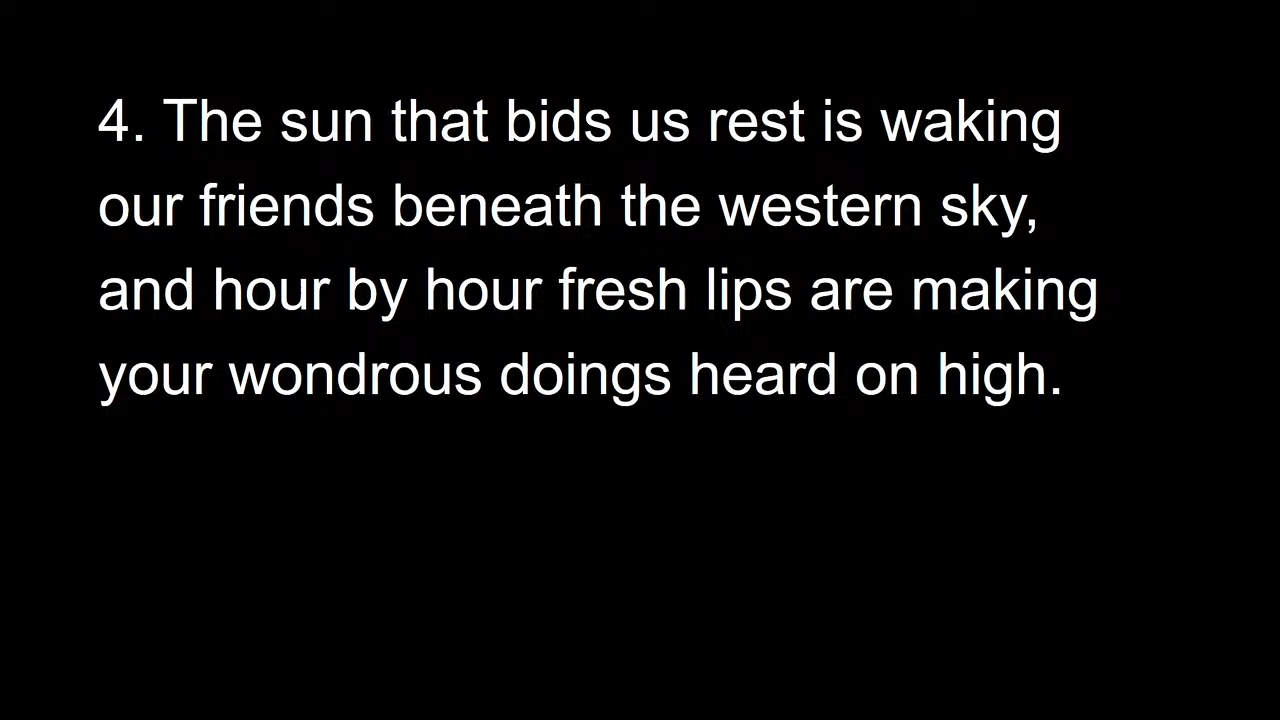 4. The sun that bids us rest is waking
our friends beneath the western sky,
and hour by hour fresh lips are making
your wondrous doings heard on high.